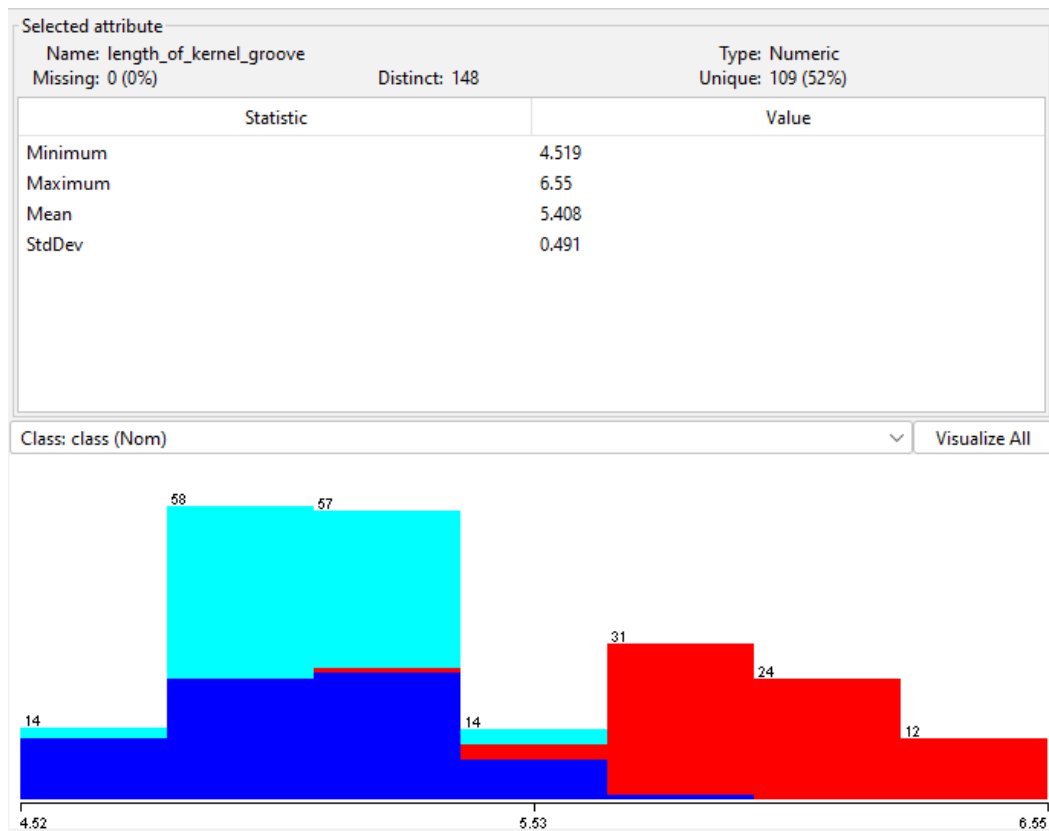 Selected attribute
Name: length_of_kernel_groove Type: Numeric
Missing: 0 (0%) Distinct: 148 Unique: 109 (52%)
Statistic Value
Minimum 4.519
Maximum 6.55
Mean 5.408
StdDev 0.491
Class: class (Nom) Visualize All
58 57
31
24
14 14 12
4.52 5.53 6.55